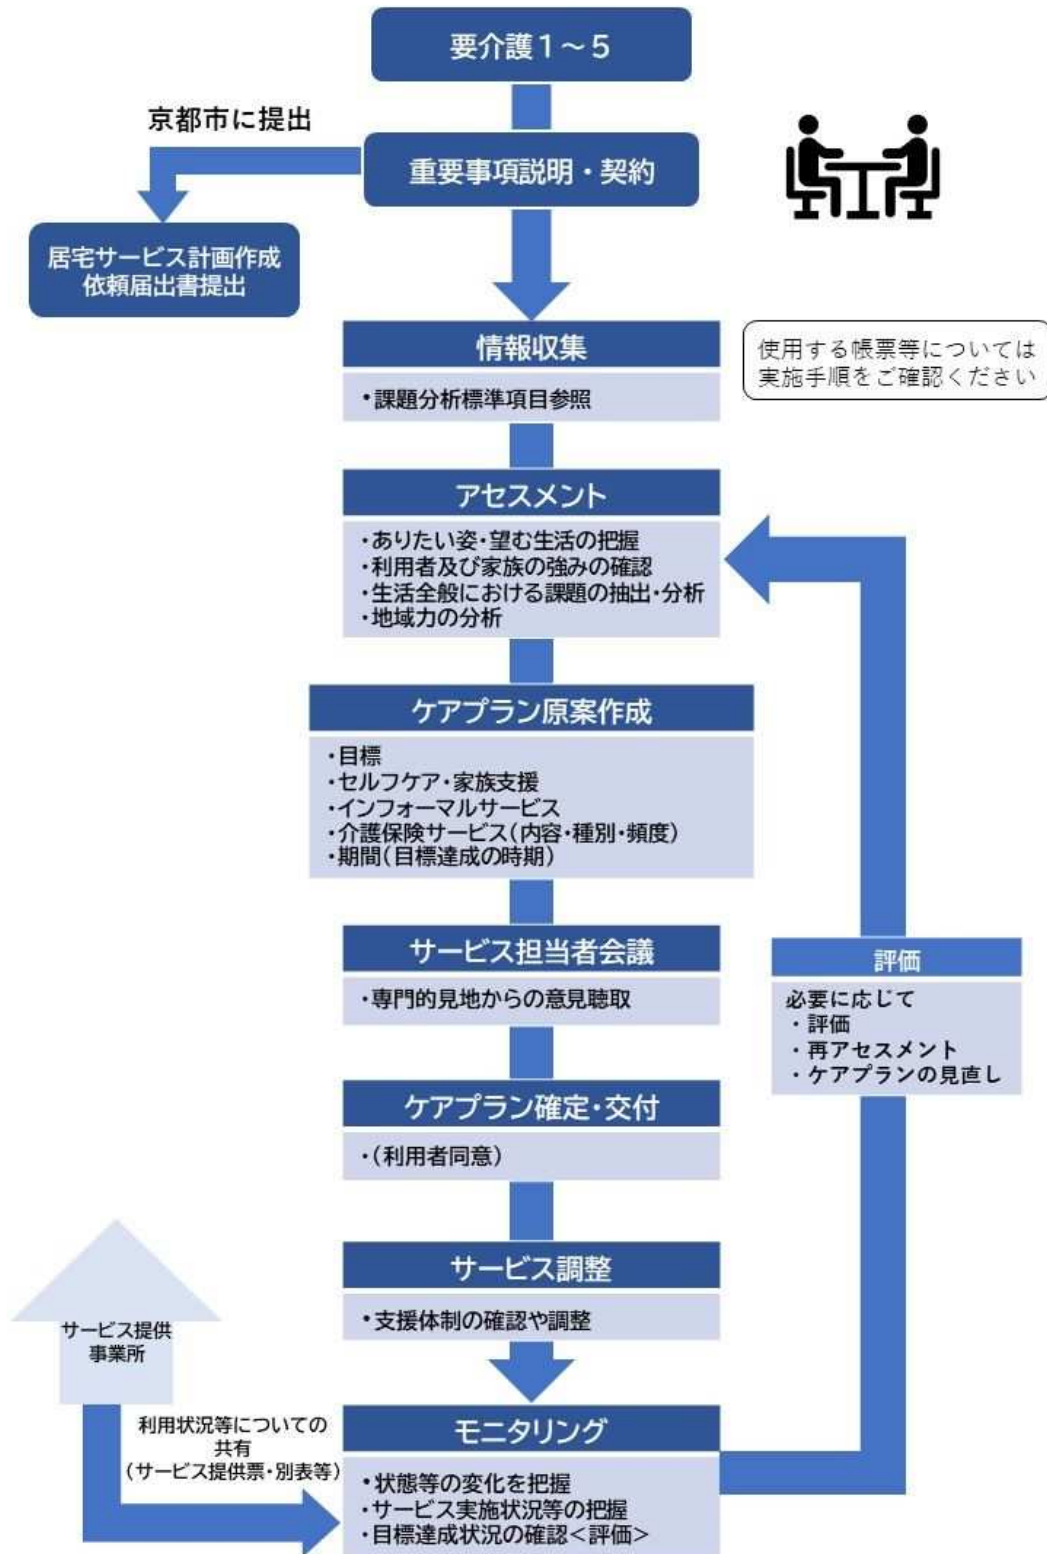 要介護1~5
京都市に提出
重要事項説明・契約
居宅サービス計画作成
依頼届出書提出
情報収集
・課題分析標準項目参照
使用する帳票等については
実施手順をご確認ください
アセスメント
・ありたい姿・望む生活の把握
・利用者及び家族の強みの確認
・生活全般における課題の抽出・分析
・地域力の分析
ケアプラン原案作成
・目標
・セルフケア・家族支援
・インフォーマルサービス
・介護保険サービス(内容・種別・頻度)
・期間(目標達成の時期)
サービス担当者会議
・専門的見地からの意見聴取
評価
必要に応じて
・評価
・再アセスメント
・ケアプランの見直し
ケアプラン確定・交付
・(利用者同意)
サービス調整
・支援体制の確認や調整
サービス提供
事業所
利用状況等についての
共有
(サービス提供票・別表等)
モニタリング
・状態等の変化を把握
・サービス実施状況等の把握
・目標達成状況の確認<評価>